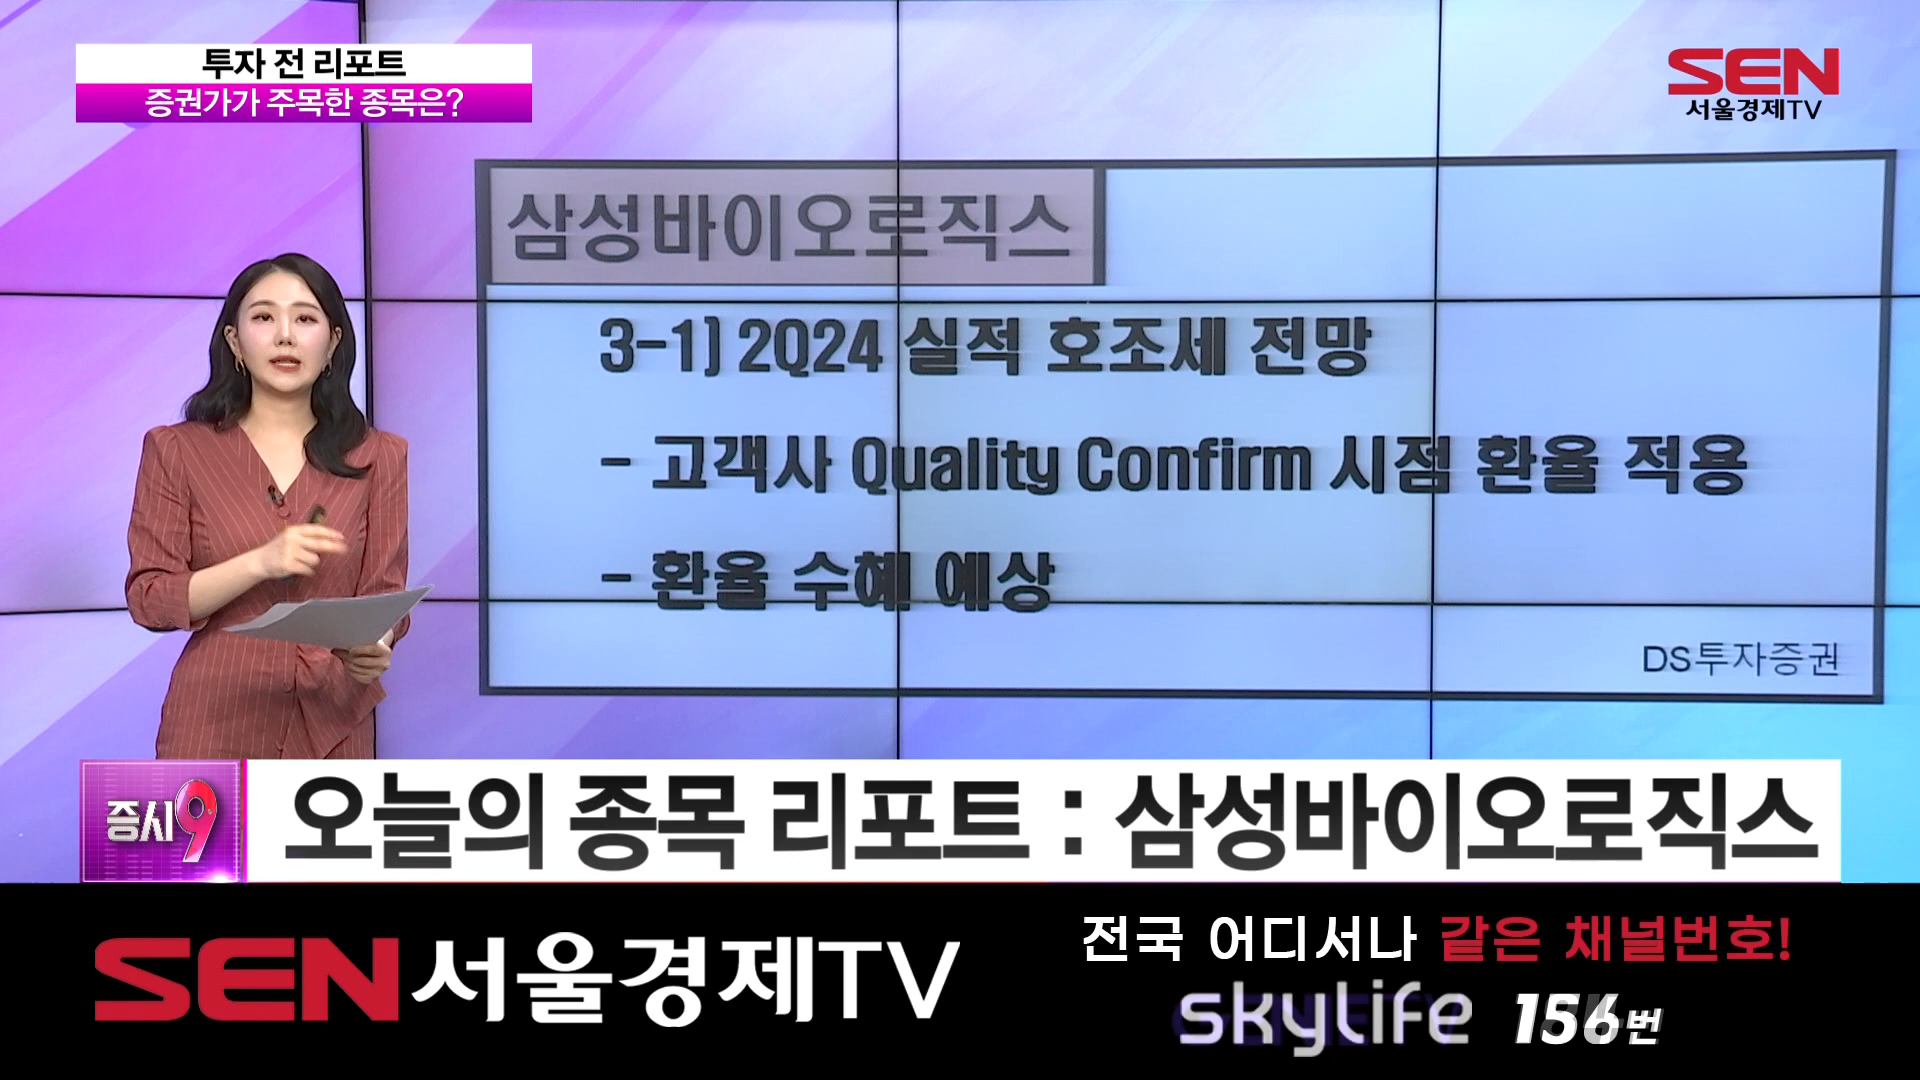 투자 전 리포트
증권가가 주목한 종목은?
SEN
서울경제TV
삼성바이오로직스
3-1) 2Q24 실적 호조세 전망
- 고객사 Quality Confirm 시점 환율 적용
- 환율 수혜 예상
DS투자증권
증시9
오늘의 종목 리포트 : 삼성바이오로직스
SEN 서울경제TV
전국 어디서나 같은 채널번호!
skylife 156번